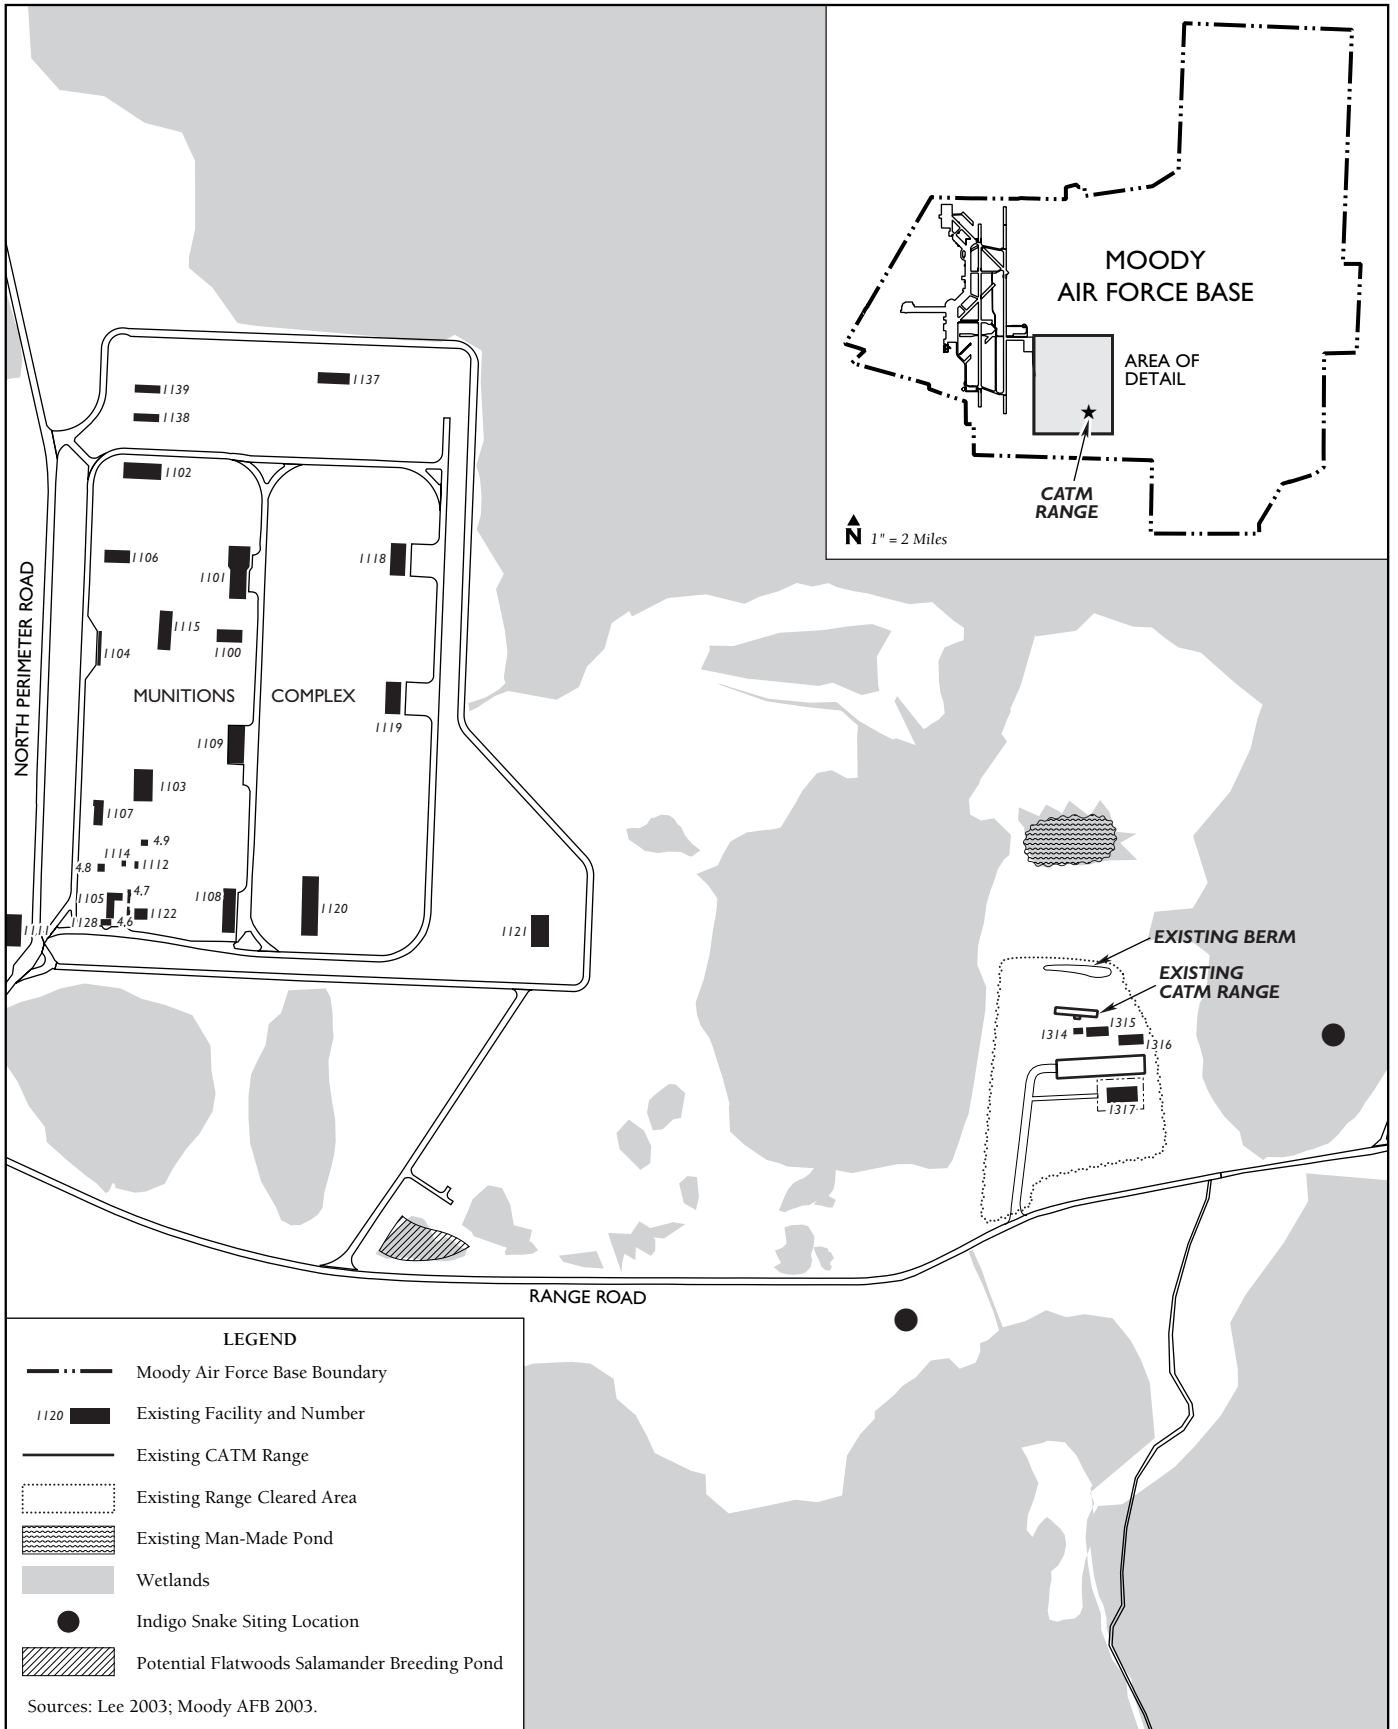 MOODY
AIR FORCE BASE
AREA OF
DETAIL
CATM
RANGE
N 1" = 2 Miles
1139
1137
1138
1102
1106
1101
1118
1115
1100
1104
NORTH PERIMETER ROAD
MUNITIONS COMPLEX
1119
1109
1103
1107
4.9
1114
4.8
1112
4.7
1105
1108
1122
1128
4.6
1111
1120
1121
EXISTING BERM
EXISTING
CATM RANGE
1315
1314
1316
1317
RANGE ROAD
LEGEND
Moody Air Force Base Boundary
1120 Existing Facility and Number
Existing CATM Range
Existing Range Cleared Area
Existing Man-Made Pond
Wetlands
Indigo Snake Siting Location
Potential Flatwoods Salamander Breeding Pond
Sources: Lee 2003; Moody AFB 2003.